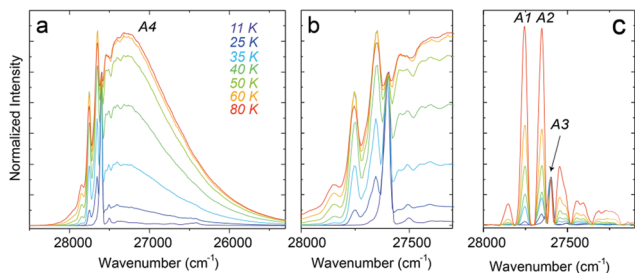 a
A4
11 K
25 K
35 K
40 K
50 K
60 K
80 K
Normalized Intensity
28000
27000
26000
Wavenumber (cm⁻¹)
b
28000
27500
Wavenumber (cm⁻¹)
A1 A2
c
A3
28000
27500
Wavenumber (cm⁻¹)